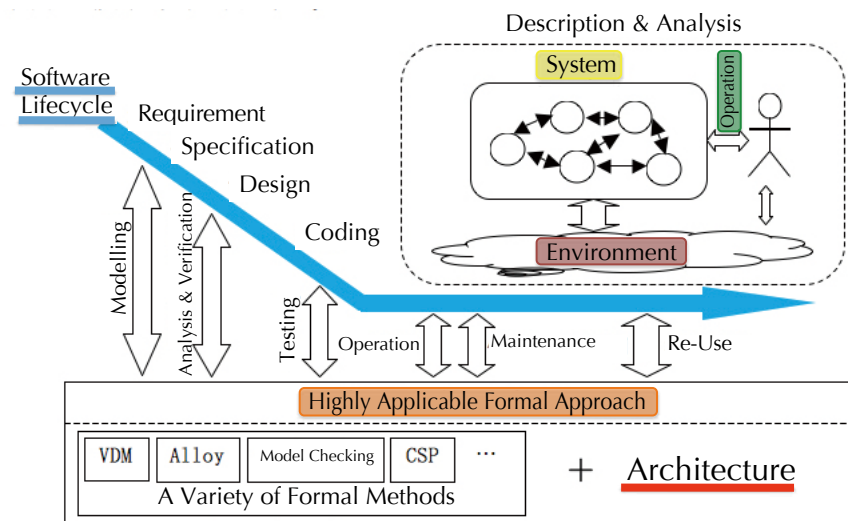 Description & Analysis
System
Operation
Environment
Software
Lifecycle
Requirement
Specification
Design
Coding
Modelling
Analysis & Verification
Testing
Operation
Maintenance
Re-Use
Highly Applicable Formal Approach
VDM
Alloy
Model Checking
CSP
...
A Variety of Formal Methods
+
Architecture